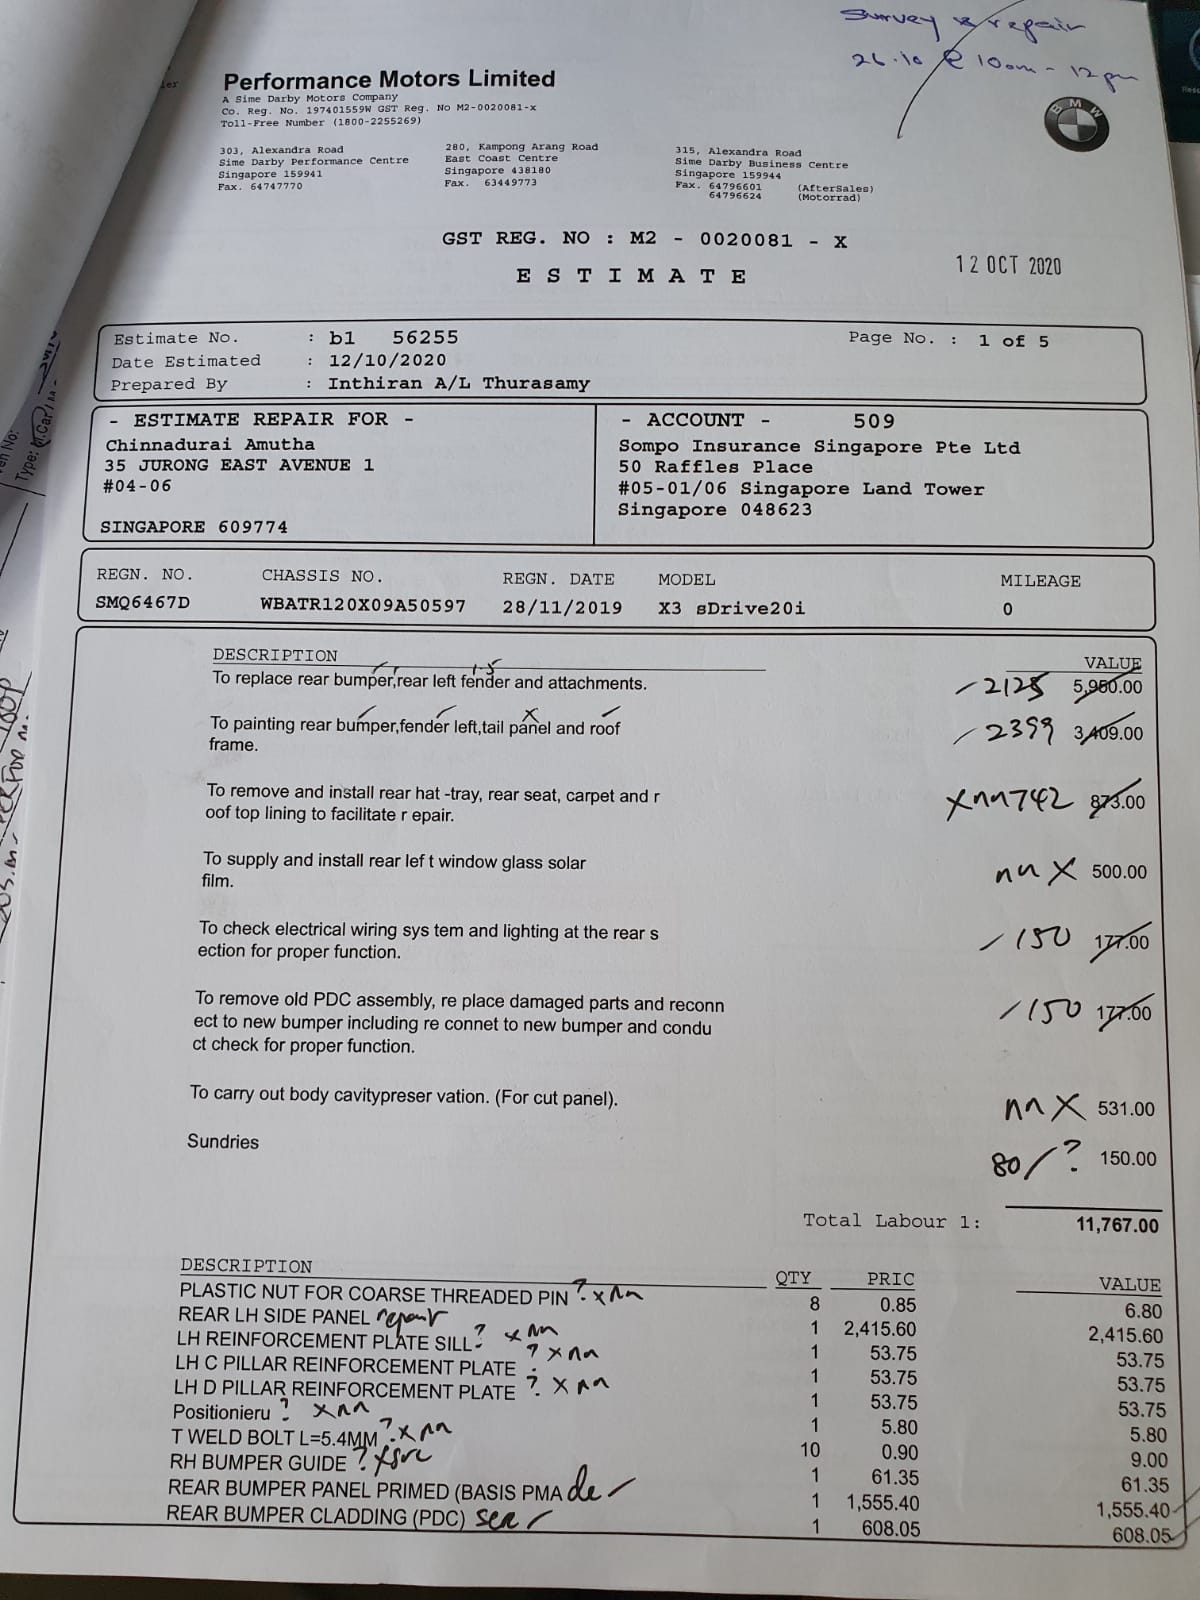 Survey & repair
26.10 @ 10am - 12pm
Performance Motors Limited
A Sime Darby Motors Company
Co. Reg. No. 197401559W GST Reg. No M2-0020081-x
Toll-Free Number (1800-2255269)
BMW
303, Alexandra Road
Sime Darby Performance Centre
Singapore 159941
Fax. 64747770
280, Kampong Arang Road
East Coast Centre
Singapore 438180
Fax. 63449773
315, Alexandra Road
Sime Darby Business Centre
Singapore 159944
Fax. 64796601 (AfterSales)
64796624 (Motorrad)
GST REG. NO : M2 - 0020081 - X
ESTIMATE
12 OCT 2020
Estimate No. : b1 56255
Page No. : 1 of 5
Date Estimated : 12/10/2020
Prepared By : Inthiran A/L Thurasamy
- ESTIMATE REPAIR FOR -
Chinnadurai Amutha
35 JURONG EAST AVENUE 1
#04-06
SINGAPORE 609774
- ACCOUNT - 509
Sompo Insurance Singapore Pte Ltd
50 Raffles Place
#05-01/06 Singapore Land Tower
Singapore 048623
REGN. NO. CHASSIS NO. REGN. DATE MODEL MILEAGE
SMQ6467D WBATR120X09A50597 28/11/2019 X3 sDrive20i 0
DESCRIPTION VALUE
1.5
To replace rear bumper,rear left fender and attachments. 2125 5,950.00
X
To painting rear bumper,fender left,tail panel and roof 2399 3,409.00
frame.
To remove and install rear hat -tray, rear seat, carpet and r X nn 742 873.00
oof top lining to facilitate r epair.
To supply and install rear lef t window glass solar nn X 500.00
film.
To check electrical wiring sys tem and lighting at the rear s 150 177.00
ection for proper function.
To remove old PDC assembly, re place damaged parts and reconn 150 177.00
ect to new bumper including re connet to new bumper and condu
ct check for proper function.
To carry out body cavitypreser vation. (For cut panel). nn X 531.00
Sundries 80 / ? 150.00
Total Labour 1: 11,767.00
DESCRIPTION QTY PRIC VALUE
PLASTIC NUT FOR COARSE THREADED PIN ? x nn 8 0.85 6.80
REAR LH SIDE PANEL repair 1 2,415.60 2,415.60
LH REINFORCEMENT PLATE SILL ? x nn 1 53.75 53.75
LH C PILLAR REINFORCEMENT PLATE ? x nn 1 53.75 53.75
LH D PILLAR REINFORCEMENT PLATE ? x nn 1 53.75 53.75
Positionieru ? x nn 1 5.80 5.80
T WELD BOLT L=5.4MM ? x nn 10 0.90 9.00
RH BUMPER GUIDE ? x svc 1 61.35 61.35
REAR BUMPER PANEL PRIMED (BASIS PMA de 1 1,555.40 1,555.40
REAR BUMPER CLADDING (PDC) scr 1 608.05 608.05